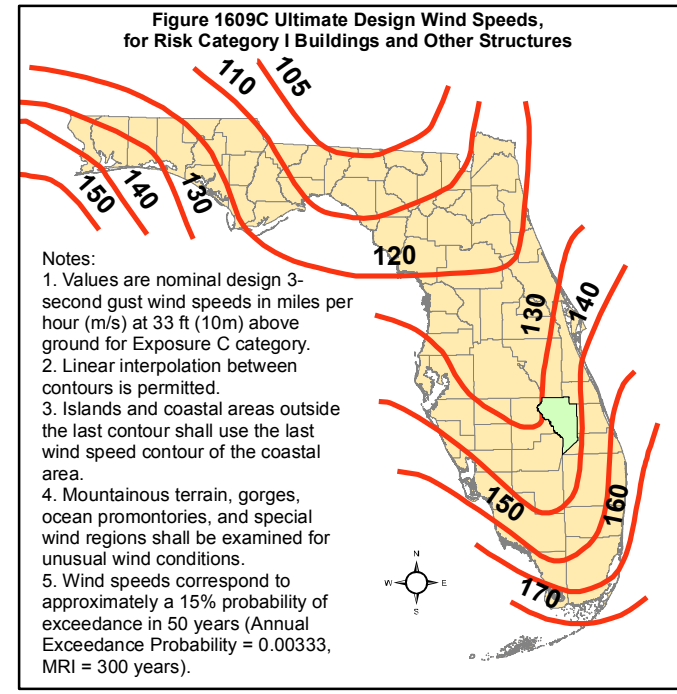 Figure 1609C Ultimate Design Wind Speeds,
for Risk Category I Buildings and Other Structures
105
110
150
140
130
120
130
140
150
160
170
Notes:
1. Values are nominal design 3-
second gust wind speeds in miles per
hour (m/s) at 33 ft (10m) above
ground for Exposure C category.
2. Linear interpolation between
contours is permitted.
3. Islands and coastal areas outside
the last contour shall use the last
wind speed contour of the coastal
area.
4. Mountainous terrain, gorges,
ocean promontories, and special
wind regions shall be examined for
unusual wind conditions.
5. Wind speeds correspond to
approximately a 15% probability of
exceedance in 50 years (Annual
Exceedance Probability = 0.00333,
MRI = 300 years).
N
W E
S